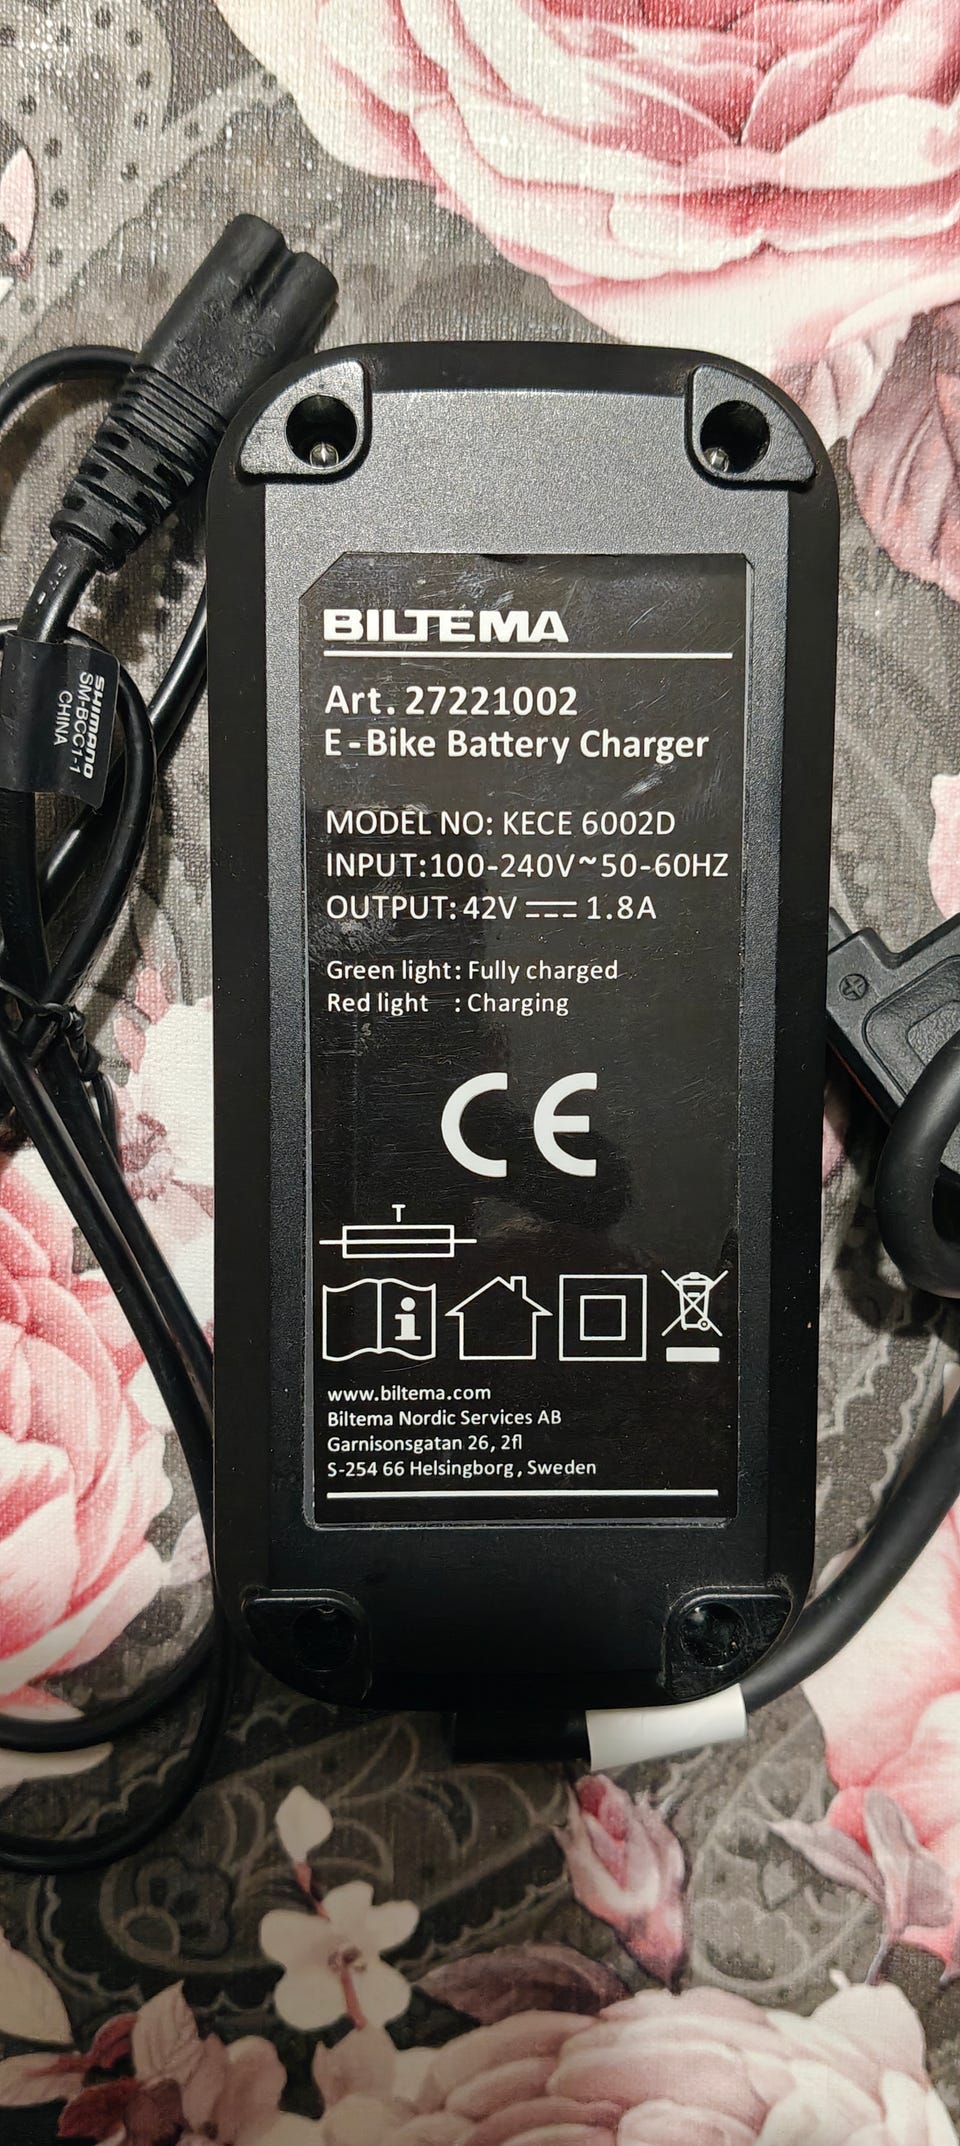 BILTEMA
Art. 27221002
E-Bike Battery Charger
MODEL NO: KECE 6002D
INPUT:100-240V~50-60HZ
OUTPUT: 42V ⎓ 1.8A
Green light: Fully charged
Red light : Charging
CE
T
i
www.biltema.com
Biltema Nordic Services AB
Garnisonsgatan 26, 2fl
S-254 66 Helsingborg, Sweden
SHIMANO
SM-BCC1-1
CHINA